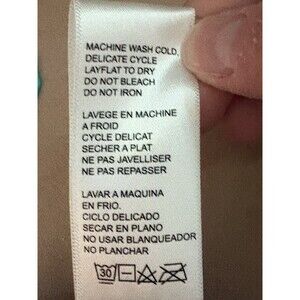 MACHINE WASH COLD,
DELICATE CYCLE
LAYFLAT TO DRY
DO NOT BLEACH
DO NOT IRON
LAVEGE EN MACHINE
A FROID
CYCLE DELICAT
SECHER A PLAT
NE PAS JAVELLISER
NE PAS REPASSER
LAVAR A MAQUINA
EN FRIO.
CICLO DELICADO
SECAR EN PLANO
NO USAR BLANQUEADOR
NO PLANCHAR
30